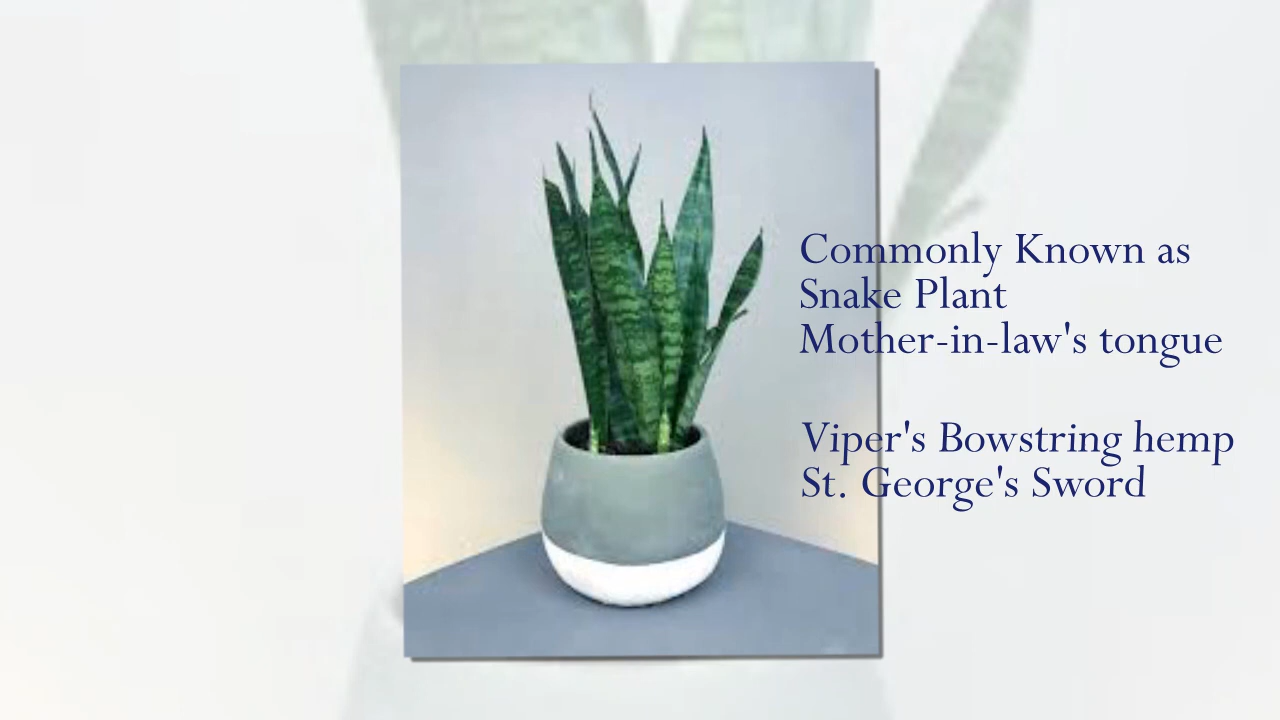 Commonly Known as
Snake Plant
Mother-in-law's tongue
Viper's Bowstring hemp
St. George's Sword